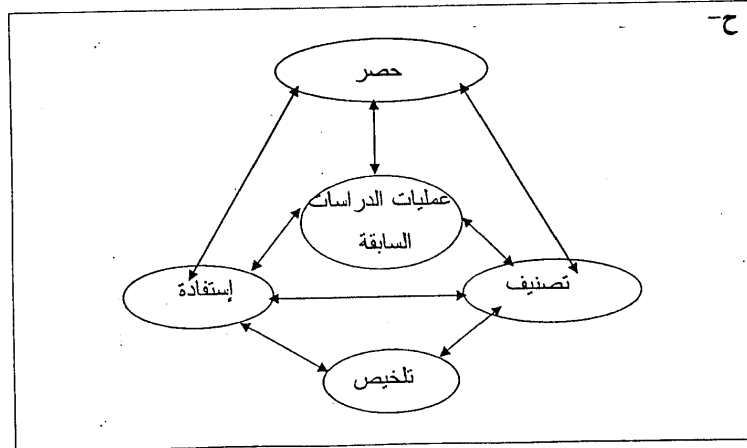 ح-
حصر
عمليات الدراسات
السابقة
إستفادة
تصنيف
تلخيص